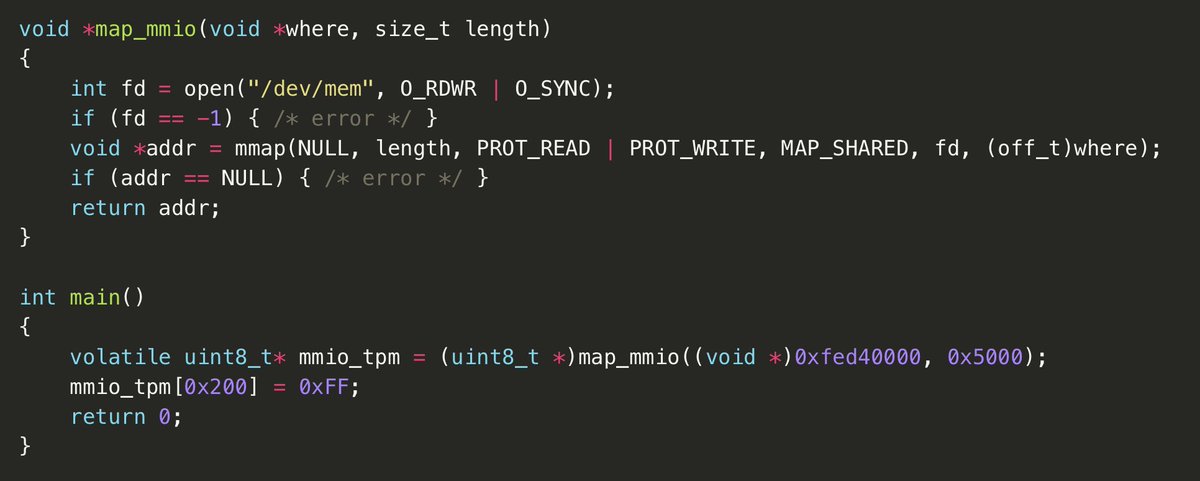 void *map_mmio(void *where, size_t length)
{
    int fd = open("/dev/mem", O_RDWR | O_SYNC);
    if (fd == -1) { /* error */ }
    void *addr = mmap(NULL, length, PROT_READ | PROT_WRITE, MAP_SHARED, fd, (off_t)where);
    if (addr == NULL) { /* error */ }
    return addr;
}

int main()
{
    volatile uint8_t* mmio_tpm = (uint8_t *)map_mmio((void *)0xfed40000, 0x5000);
    mmio_tpm[0x200] = 0xFF;
    return 0;
}